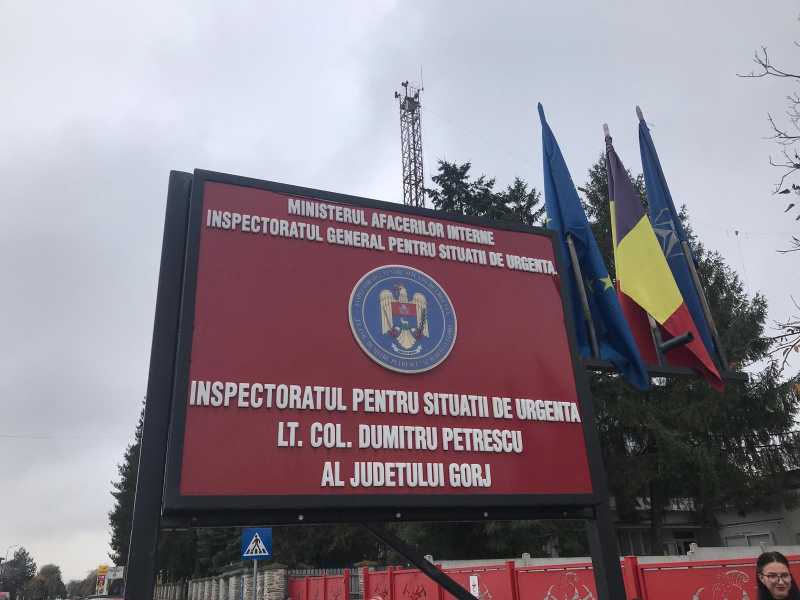 MINISTERUL AFACERILOR INTERNE
INSPECTORATUL GENERAL PENTRU SITUATII DE URGENTA
INSPECTORATUL PENTRU SITUATII DE URGENTA
LT. COL. DUMITRU PETRESCU
AL JUDETULUI GORJ